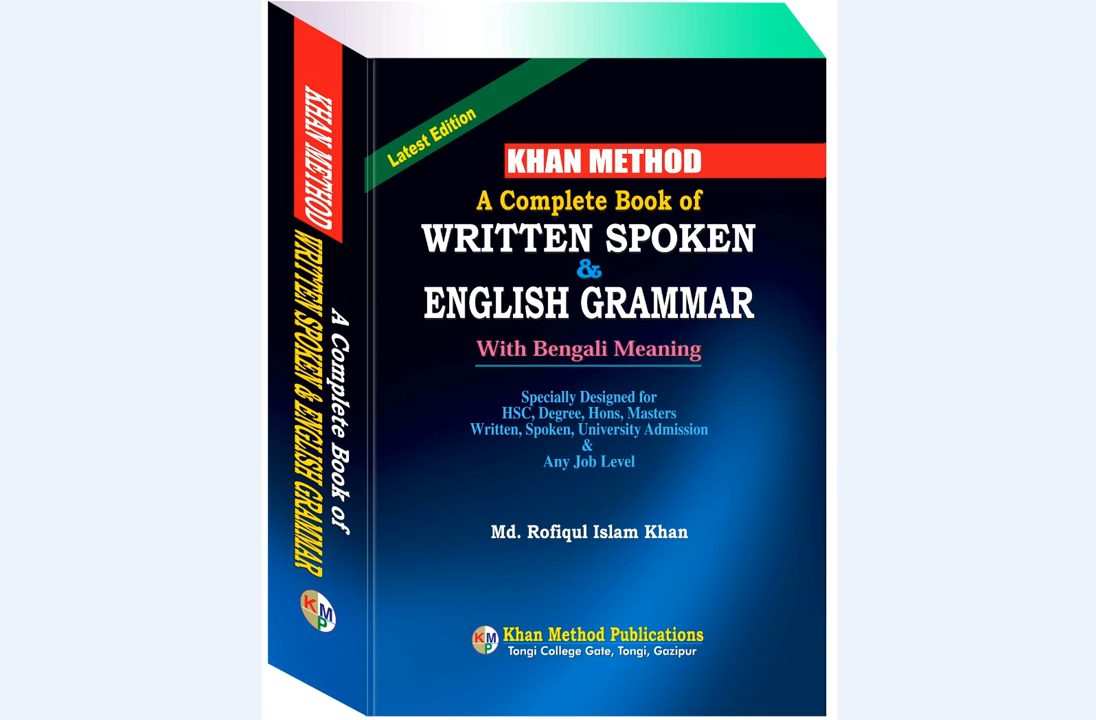 KHAN METHOD
WRITTEN SPOKEN & ENGLISH GRAMMAR
A Complete Book of
K M P
Latest Edition
KHAN METHOD
A Complete Book of
WRITTEN SPOKEN
&
ENGLISH GRAMMAR
With Bengali Meaning
Specially Designed for
HSC, Degree, Hons, Masters
Written, Spoken, University Admission
&
Any Job Level
Md. Rofiqul Islam Khan
K M P
Khan Method Publications
Tongi College Gate, Tongi, Gazipur